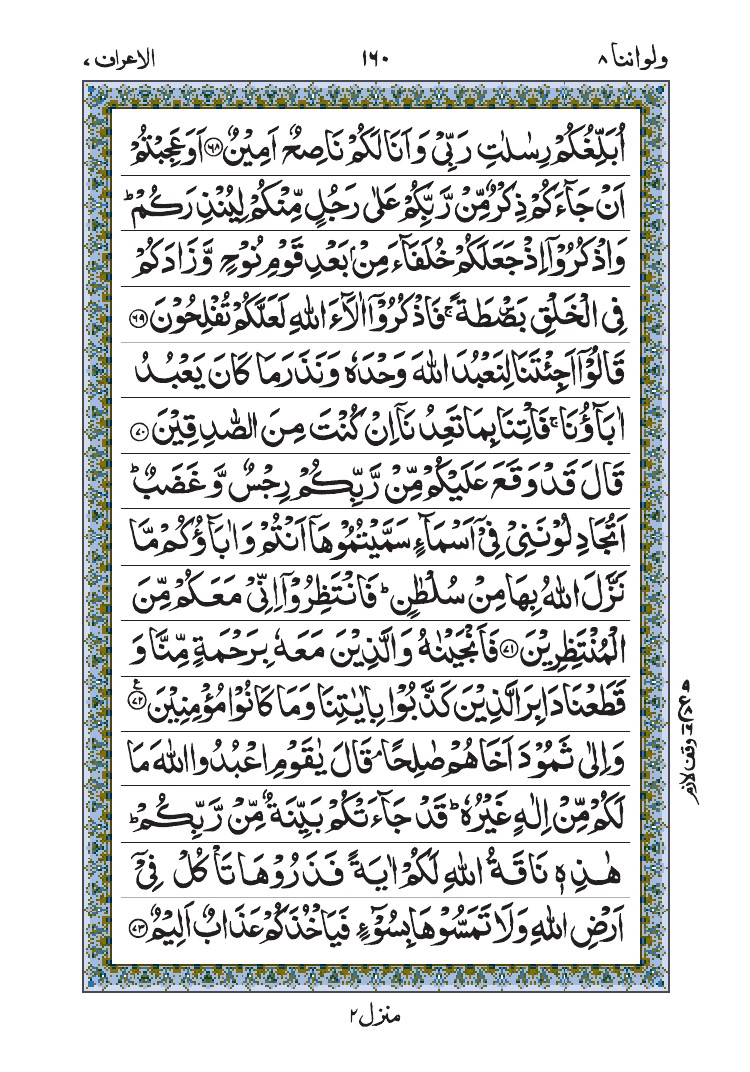 ولواننا ٨ ١٦٠ الاعراف ٧
اُبَلِّغُكُمْ رِسٰلٰتِ رَبِّیْ وَ اَنَا لَكُمْ نَاصِحٌ اَمِیْنٌ ۝٦٨ اَوَ عَجِبْتُمْ
اَنْ جَآءَكُمْ ذِكْرٌ مِّنْ رَّبِّكُمْ عَلٰی رَجُلٍ مِّنْكُمْ لِیُنْذِرَكُمْ ؕ
وَ اذْكُرُوْۤا اِذْ جَعَلَكُمْ خُلَفَآءَ مِنْۢ بَعْدِ قَوْمِ نُوْحٍ وَّ زَادَكُمْ
فِی الْخَلْقِ بَصْۜطَةً ۚ فَاذْكُرُوْۤا اٰلَآءَ اللّٰهِ لَعَلَّكُمْ تُفْلِحُوْنَ ۝٦٩
قَالُوْۤا اَجِئْتَنَا لِنَعْبُدَ اللّٰهَ وَحْدَهٗ وَ نَذَرَ مَا كَانَ یَعْبُدُ
اٰبَآؤُنَا ۚ فَاْتِنَا بِمَا تَعِدُنَاۤ اِنْ كُنْتَ مِنَ الصّٰدِقِیْنَ ۝٧٠
قَالَ قَدْ وَقَعَ عَلَیْكُمْ مِّنْ رَّبِّكُمْ رِجْسٌ وَّ غَضَبٌ ؕ
اَتُجَادِلُوْنَنِیْ فِیْۤ اَسْمَآءٍ سَمَّیْتُمُوْهَاۤ اَنْتُمْ وَ اٰبَآؤُكُمْ مَّا
نَزَّلَ اللّٰهُ بِهَا مِنْ سُلْطٰنٍ ؕ فَانْتَظِرُوْۤا اِنِّیْ مَعَكُمْ مِّنَ
الْمُنْتَظِرِیْنَ ۝٧١ فَاَنْجَیْنٰهُ وَ الَّذِیْنَ مَعَهٗ بِرَحْمَةٍ مِّنَّا وَ
قَطَعْنَا دَابِرَ الَّذِیْنَ كَذَّبُوْا بِاٰیٰتِنَا وَ مَا كَانُوْا مُؤْمِنِیْنَ ۝٧٢ ع
وَ اِلٰی ثَمُوْدَ اَخَاهُمْ صٰلِحًا ۘ قَالَ یٰقَوْمِ اعْبُدُوا اللّٰهَ مَا
لَكُمْ مِّنْ اِلٰهٍ غَیْرُهٗ ؕ قَدْ جَآءَتْكُمْ بَیِّنَةٌ مِّنْ رَّبِّكُمْ ؕ
هٰذِهٖ نَاقَةُ اللّٰهِ لَكُمْ اٰیَةً فَذَرُوْهَا تَاْكُلْ فِیْۤ
اَرْضِ اللّٰهِ وَ لَا تَمَسُّوْهَا بِسُوْٓءٍ فَیَاْخُذَكُمْ عَذَابٌ اَلِیْمٌ ۝٧٣
وقف لازم
منزل ٢